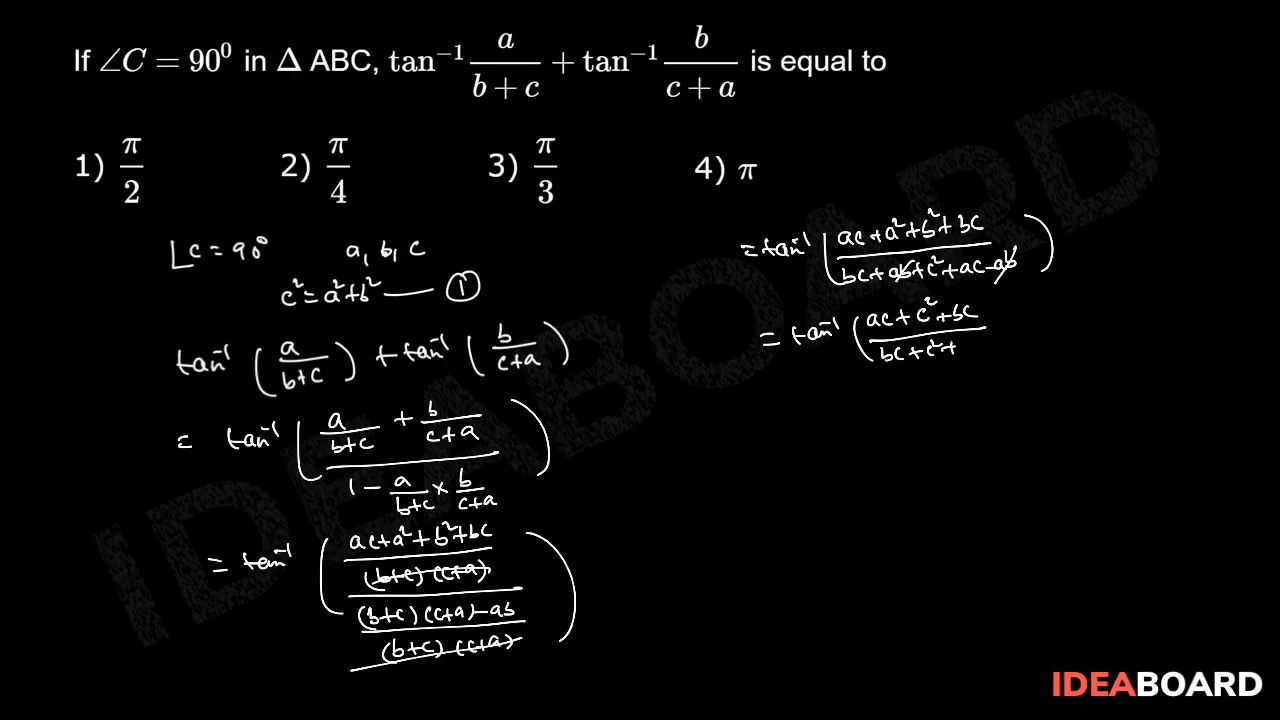 If ∠C = 90⁰ in Δ ABC, tan⁻¹ a/(b+c) + tan⁻¹ b/(c+a) is equal to
1) π/2 2) π/4 3) π/3 4) π
∟c = 90° a, b, c
c² = a²+b² —— ①
tan⁻¹ (a/(b+c)) + tan⁻¹ (b/(c+a))
= tan⁻¹ ((a/(b+c) + b/(c+a))/(1 - a/(b+c) × b/(c+a)))
= tan⁻¹ (((ac+a²+b²+bc)/((b+c)(c+a)))/(((b+c)(c+a)-ab)/((b+c)(c+a))))
= tan⁻¹ ((ac+a²+b²+bc)/(bc+ab+c²+ac-ab))
= tan⁻¹ ((ac+c²+bc)/(bc+c²+
IDEABOARD
IDEABOARD